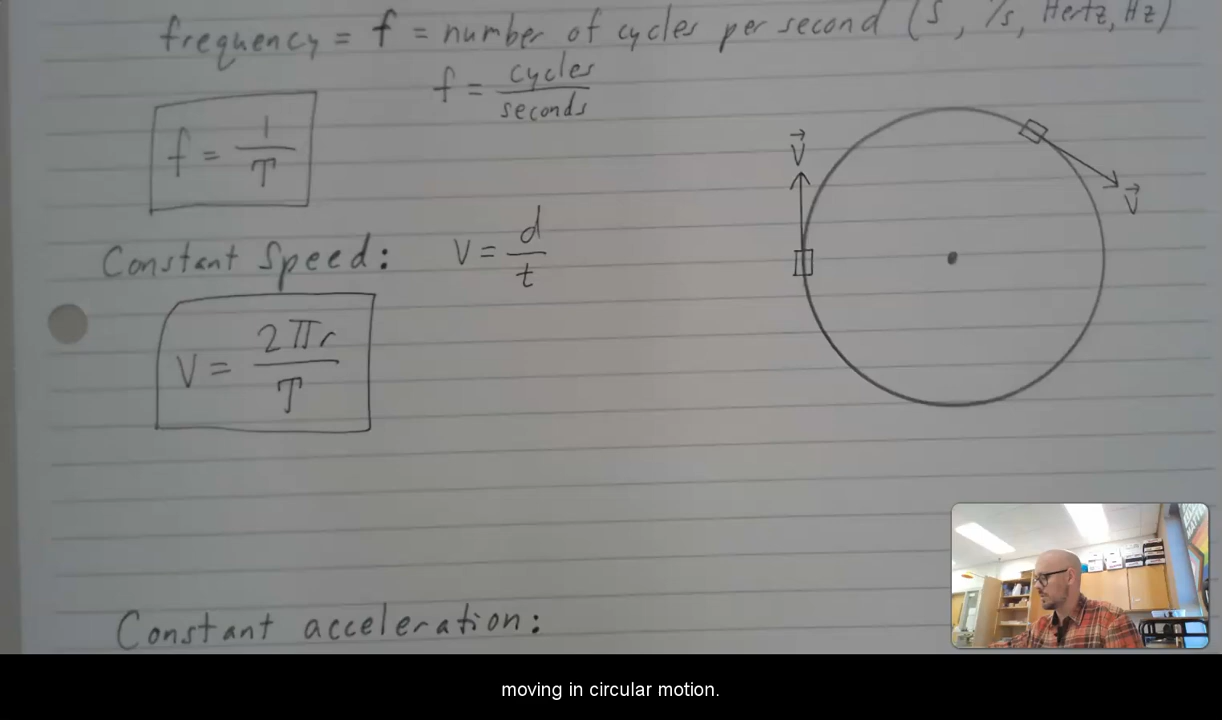 frequency = f = number of cycles per second ( , 1/s, Hertz, Hz)
f = cycles/seconds
f = 1/T
Constant Speed: V = d/t
V = 2πr/T
V⃗
V⃗
Constant acceleration:
moving in circular motion.